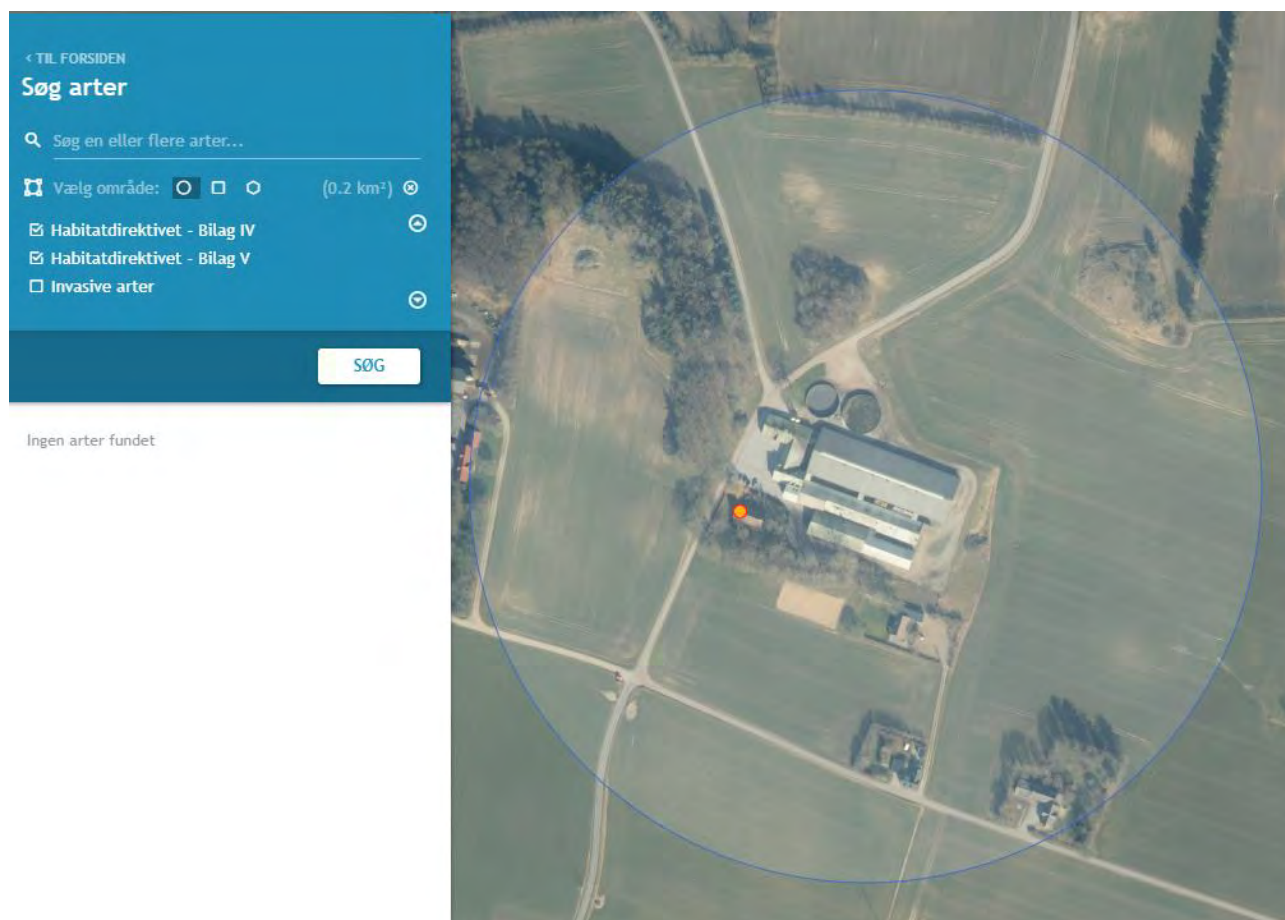 < TIL FORSIDEN
Søg arter
Søg en eller flere arter...
Vælg område: (0.2 km²)
Habitatdirektivet - Bilag IV
Habitatdirektivet - Bilag V
Invasive arter
SØG
Ingen arter fundet